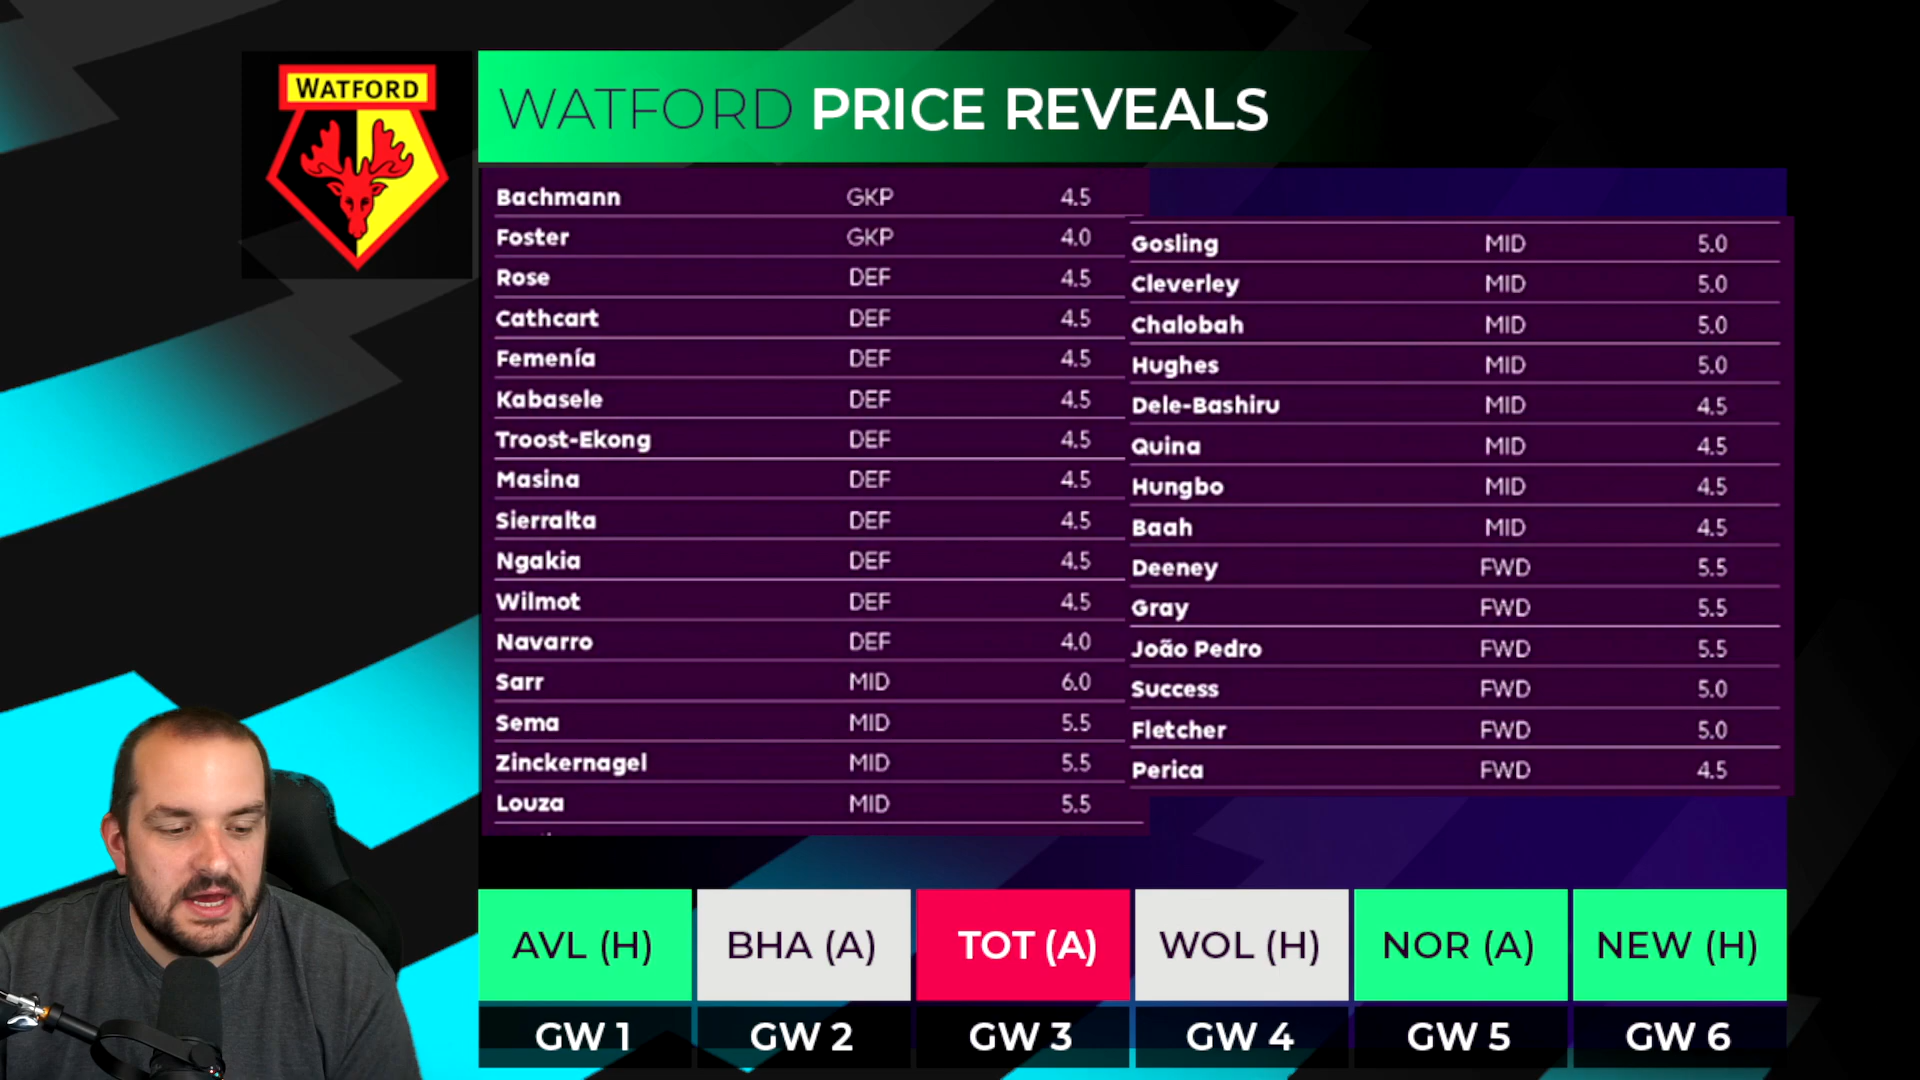 WATFORD
WATFORD PRICE REVEALS
Bachmann GKP 4.5
Foster GKP 4.0
Rose DEF 4.5
Cathcart DEF 4.5
Femenía DEF 4.5
Kabasele DEF 4.5
Troost-Ekong DEF 4.5
Masina DEF 4.5
Sierralta DEF 4.5
Ngakia DEF 4.5
Wilmot DEF 4.5
Navarro DEF 4.0
Sarr MID 6.0
Sema MID 5.5
Zinckernagel MID 5.5
Louza MID 5.5
Gosling MID 5.0
Cleverley MID 5.0
Chalobah MID 5.0
Hughes MID 5.0
Dele-Bashiru MID 4.5
Quina MID 4.5
Hungbo MID 4.5
Baah MID 4.5
Deeney FWD 5.5
Gray FWD 5.5
João Pedro FWD 5.5
Success FWD 5.0
Fletcher FWD 5.0
Perica FWD 4.5
AVL (H) BHA (A) TOT (A) WOL (H) NOR (A) NEW (H)
GW 1 GW 2 GW 3 GW 4 GW 5 GW 6